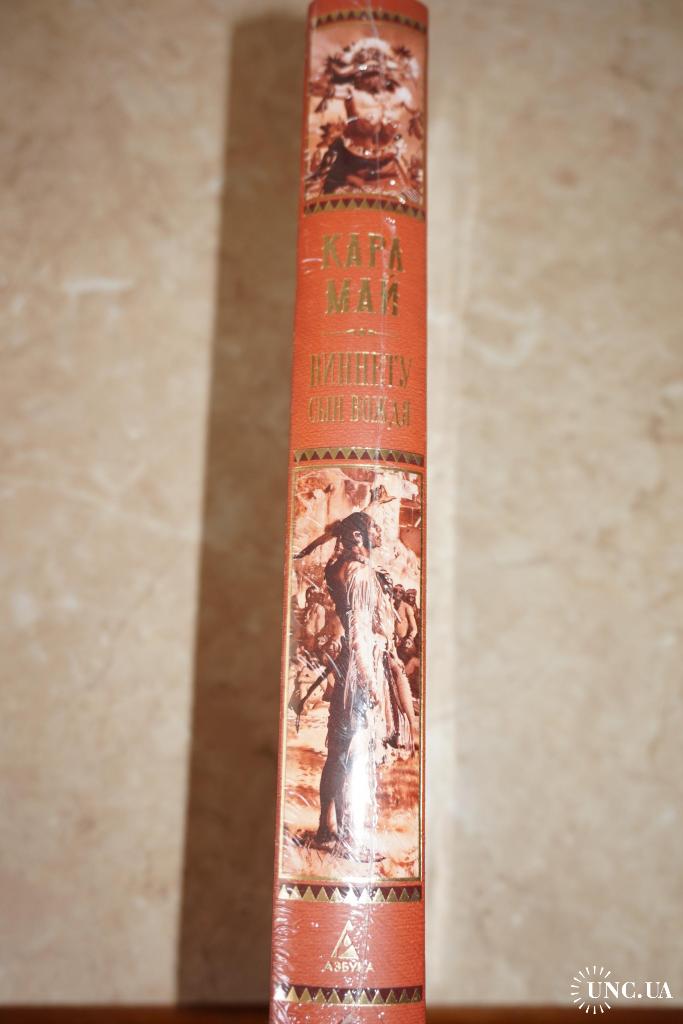 КАРЛ
МАЙ
ВИННЕТУ
СЫН ВОЖДЯ
АЗБУКА
UNC.UA